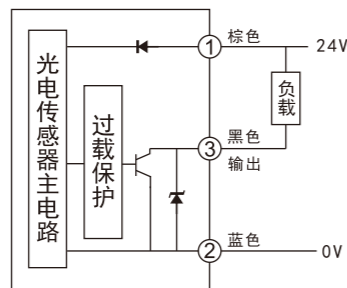 光电传感器主电路
过载保护
① 棕色
24V
负载
③ 黑色
输出
② 蓝色
0V